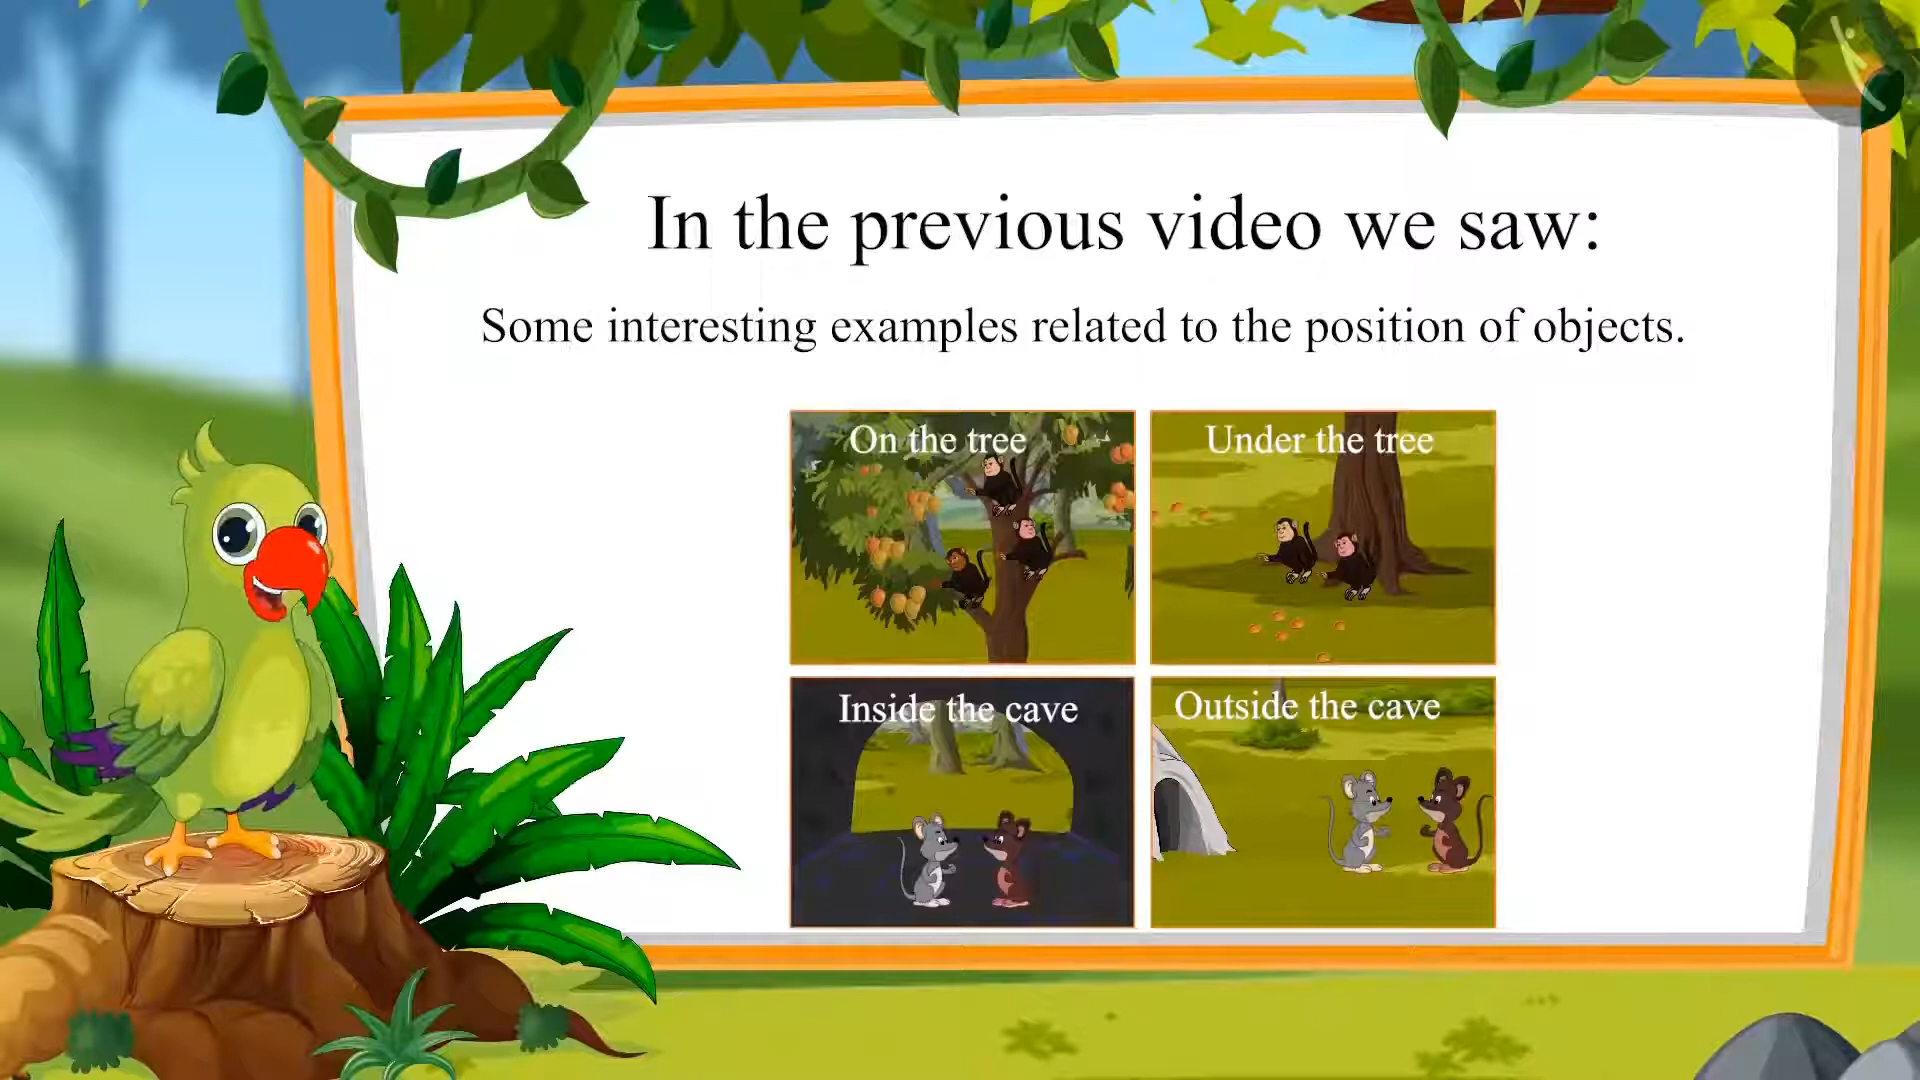 In the previous video we saw:
Some interesting examples related to the position of objects.
On the tree
Under the tree
Inside the cave
Outside the cave